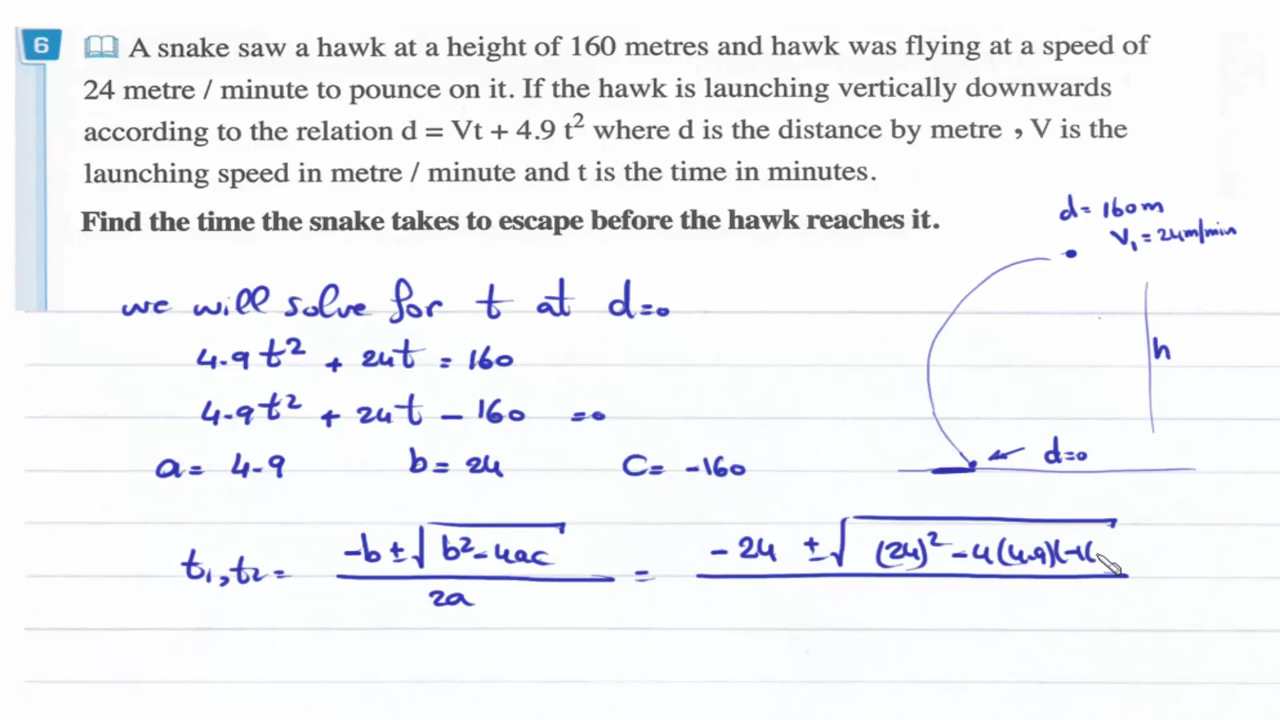 6
A snake saw a hawk at a height of 160 metres and hawk was flying at a speed of
24 metre / minute to pounce on it. If the hawk is launching vertically downwards
according to the relation d = Vt + 4.9 t² where d is the distance by metre , V is the
launching speed in metre / minute and t is the time in minutes.
Find the time the snake takes to escape before the hawk reaches it.
d= 160m
V₁ = 24m/min
we will solve for t at d=0
4.9t² + 24t = 160
h
4.9t² + 24t - 160 =0
a= 4.9 b= 24 C= -160
d=0
t₁,t₂ = (-b ± √(b²-4ac)) / 2a = -24 ± √((24)²-4(4.9)(-16